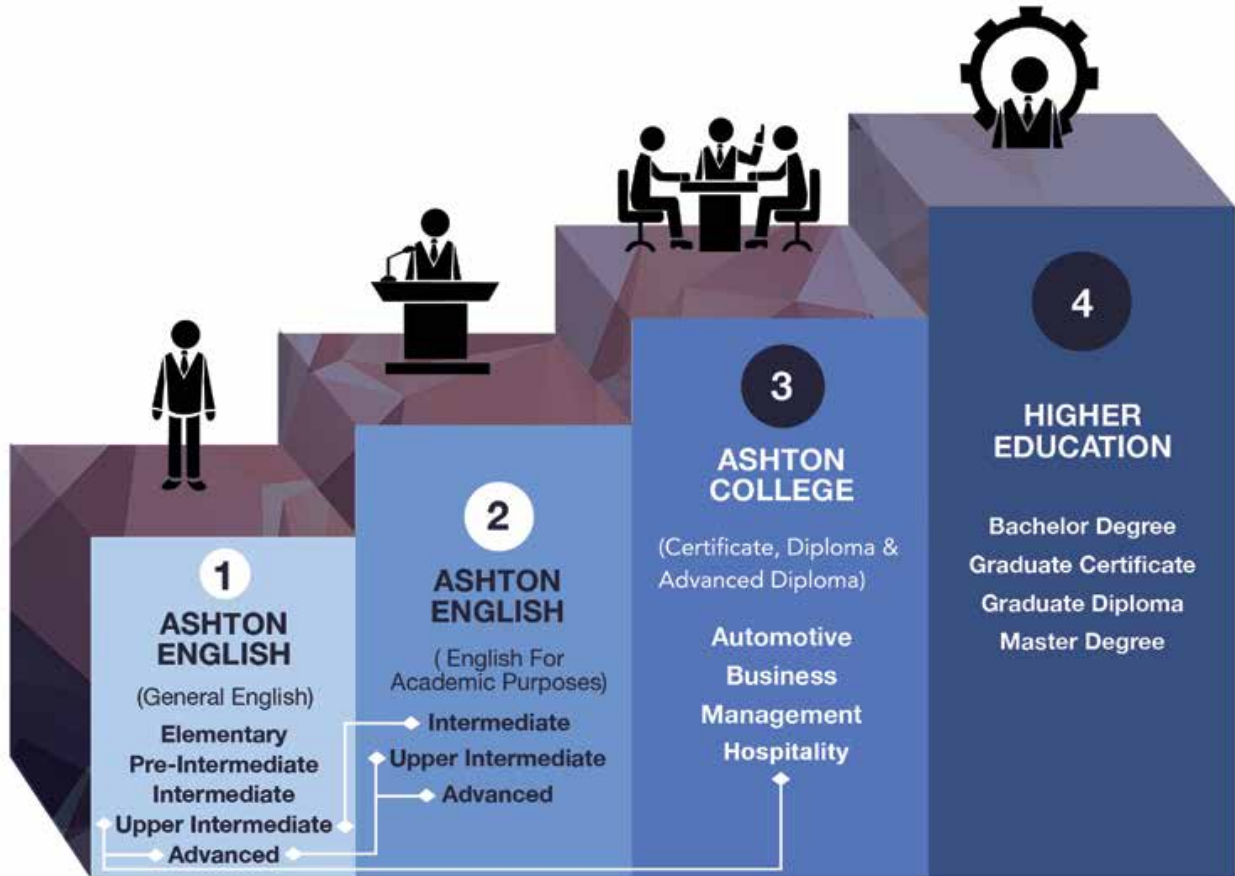 1
ASHTON
ENGLISH
(General English)
Elementary
Pre-Intermediate
Intermediate
Upper Intermediate
Advanced
2
ASHTON
ENGLISH
( English For
Academic Purposes)
Intermediate
Upper Intermediate
Advanced
3
ASHTON
COLLEGE
(Certificate, Diploma &
Advanced Diploma)
Automotive
Business
Management
Hospitality
4
HIGHER
EDUCATION
Bachelor Degree
Graduate Certificate
Graduate Diploma
Master Degree